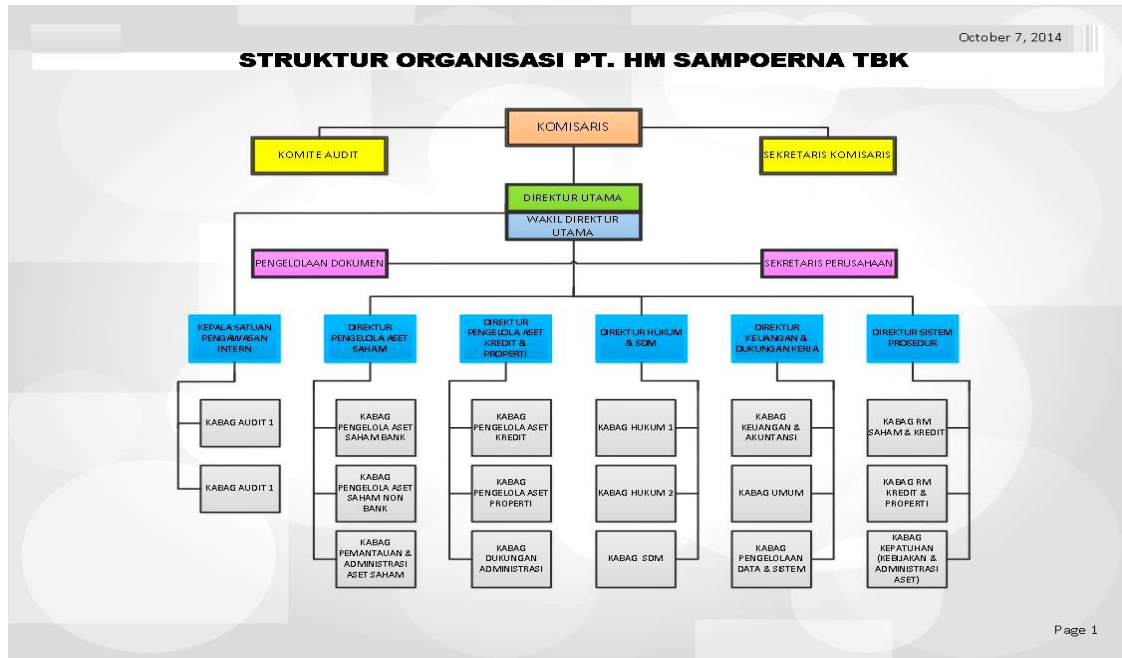 October 7, 2014
STRUKTUR ORGANISASI PT. HM SAMPOERNA TBK
KOMISARIS
KOMITE AUDIT
SEKRETARIS KOMISARIS
DIREKTUR UTAMA
WAKIL DIREKTUR
UTAMA
PENGELOLAAN DOKUMEN
SEKRETARIS PERUSAHAAN
KEPALA SATUAN
PENGAWASAN
INTERN
DIREKTUR
PENGELOLA ASET
SAHAM
DIREKTUR
PENGELOLA ASET
KREDIT &
PROPERTI
DIREKTUR HUKUM
& SDM
DIREKTUR
KEUANGAN &
DUKUNGAN KERJA
DIREKTUR SISTEM
PROSEDUR
KABAG AUDIT 1
KABAG
PENGELOLA ASET
SAHAM BANK
KABAG
PENGELOLA ASET
KREDIT
KABAG HUKUM 1
KABAG
KEUANGAN &
AKUNTANSI
KABAG RM
SAHAM & KREDIT
KABAG AUDIT 1
KABAG
PENGELOLA ASET
SAHAM NON
BANK
KABAG
PENGELOLA ASET
PROPERTI
KABAG HUKUM 2
KABAG UMUM
KABAG RM
KREDIT &
PROPERTI
KABAG
PEMANTAUAN &
ADMINISTRASI
ASET SAHAM
KABAG
DUKUNGAN
ADMINISTRASI
KABAG SDM
KABAG
PENGELOLAAN
DATA & SISTEM
KABAG
KEPATUHAN
(KEBIJAKAN &
ADMINISTRASI
ASET)
Page 1